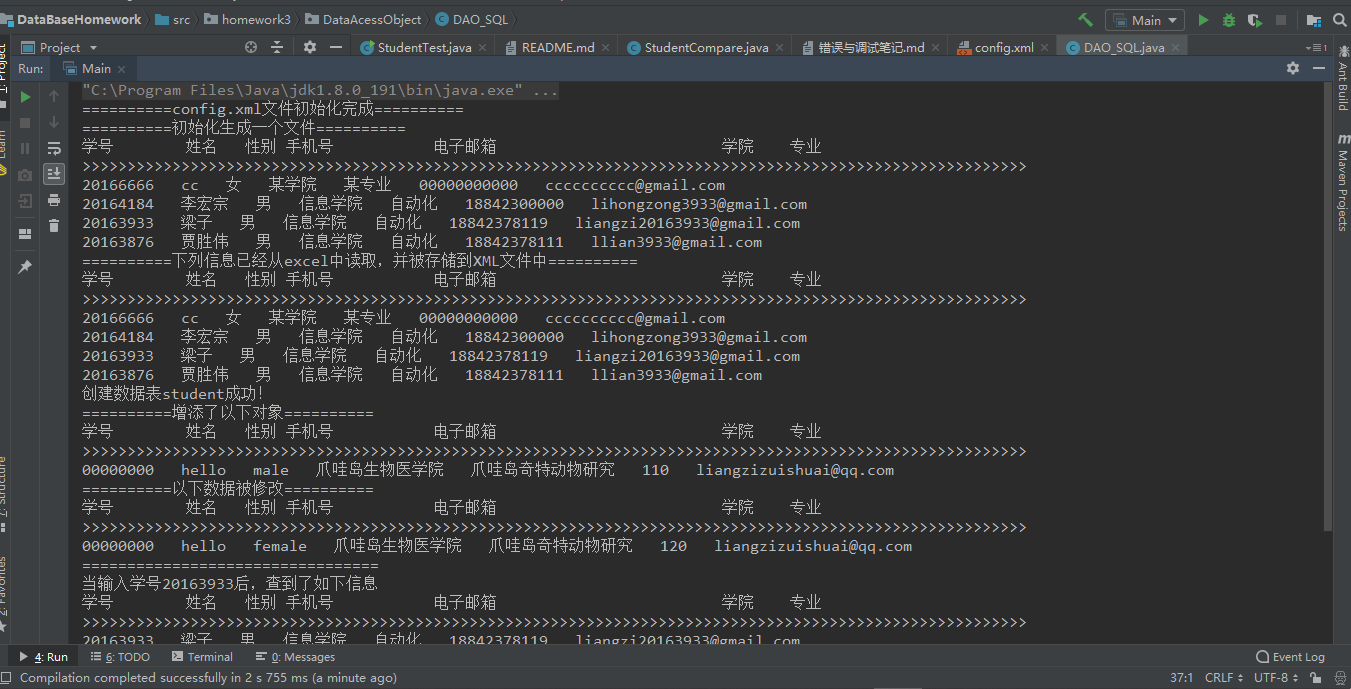 DataBaseHomework src homework3 DataAcessObject DAO_SQL Main
Project StudentTest.java README.md StudentCompare.java 错误与调试笔记.md config.xml DAO_SQL.java
Run: Main
"C:\Program Files\Java\jdk1.8.0_191\bin\java.exe" ...
==========config.xml文件初始化完成==========
==========初始化生成一个文件==========
学号 姓名 性别 手机号 电子邮箱 学院 专业
>>>>>>>>>>>>>>>>>>>>>>>>>>>>>>>>>>>>>>>>>>>>>>>>>>>>>>>>>>>>>>>>>>>>>>>>>>>>>>>>>>>>>>>>>>>>>>>>>>>>>>>>>
20166666 cc 女 某学院 某专业 00000000000 cccccccccc@gmail.com
20164184 李宏宗 男 信息学院 自动化 18842300000 lihongzong3933@gmail.com
20163933 梁子 男 信息学院 自动化 18842378119 liangzi20163933@gmail.com
20163876 贾胜伟 男 信息学院 自动化 18842378111 llian3933@gmail.com
==========下列信息已经从excel中读取，并被存储到XML文件中==========
学号 姓名 性别 手机号 电子邮箱 学院 专业
>>>>>>>>>>>>>>>>>>>>>>>>>>>>>>>>>>>>>>>>>>>>>>>>>>>>>>>>>>>>>>>>>>>>>>>>>>>>>>>>>>>>>>>>>>>>>>>>>>>>>>>>>
20166666 cc 女 某学院 某专业 00000000000 cccccccccc@gmail.com
20164184 李宏宗 男 信息学院 自动化 18842300000 lihongzong3933@gmail.com
20163933 梁子 男 信息学院 自动化 18842378119 liangzi20163933@gmail.com
20163876 贾胜伟 男 信息学院 自动化 18842378111 llian3933@gmail.com
创建数据表student成功！
==========增添了以下对象==========
学号 姓名 性别 手机号 电子邮箱 学院 专业
>>>>>>>>>>>>>>>>>>>>>>>>>>>>>>>>>>>>>>>>>>>>>>>>>>>>>>>>>>>>>>>>>>>>>>>>>>>>>>>>>>>>>>>>>>>>>>>>>>>>>>>>>
00000000 hello male 爪哇岛生物医学院 爪哇岛奇特动物研究 110 liangzizuishuai@qq.com
==========以下数据被修改==========
学号 姓名 性别 手机号 电子邮箱 学院 专业
>>>>>>>>>>>>>>>>>>>>>>>>>>>>>>>>>>>>>>>>>>>>>>>>>>>>>>>>>>>>>>>>>>>>>>>>>>>>>>>>>>>>>>>>>>>>>>>>>>>>>>>>>
00000000 hello female 爪哇岛生物医学院 爪哇岛奇特动物研究 120 liangzizuishuai@qq.com
=================================
当输入学号20163933后，查到了如下信息
学号 姓名 性别 手机号 电子邮箱 学院 专业
>>>>>>>>>>>>>>>>>>>>>>>>>>>>>>>>>>>>>>>>>>>>>>>>>>>>>>>>>>>>>>>>>>>>>>>>>>>>>>>>>>>>>>>>>>>>>>>>>>>>>>>>>
20163933 梁子 男 信息学院 自动化 18842378119 liangzi20163933@gmail.com
Ant Build
Maven Projects
1: Project
Learn
7: Structure
2: Favorites
4: Run 6: TODO Terminal 0: Messages Event Log
Compilation completed successfully in 2 s 755 ms (a minute ago) 37:1 CRLF UTF-8